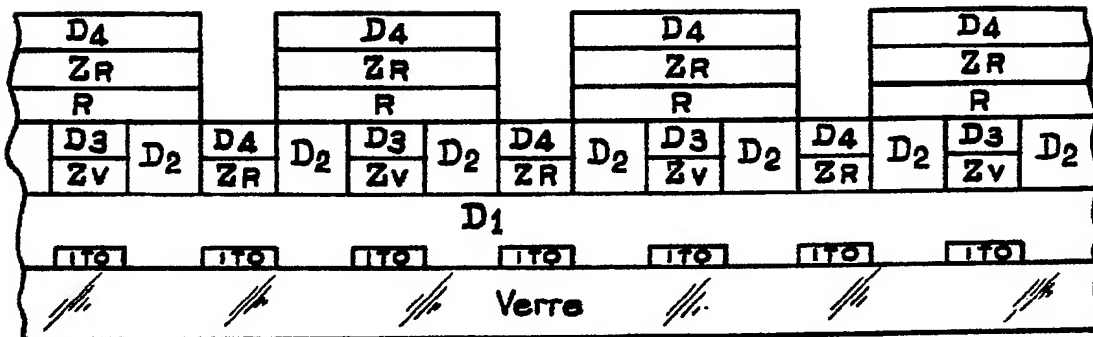 D4 D4 D4 D4
ZR ZR ZR ZR
R R R R
D3 D2 D4 D2 D3 D2 D4 D2 D3 D2 D4 D2 D3 D2
ZV ZR ZV ZR ZV ZR ZV
D1
ITO ITO ITO ITO ITO ITO ITO
Verre